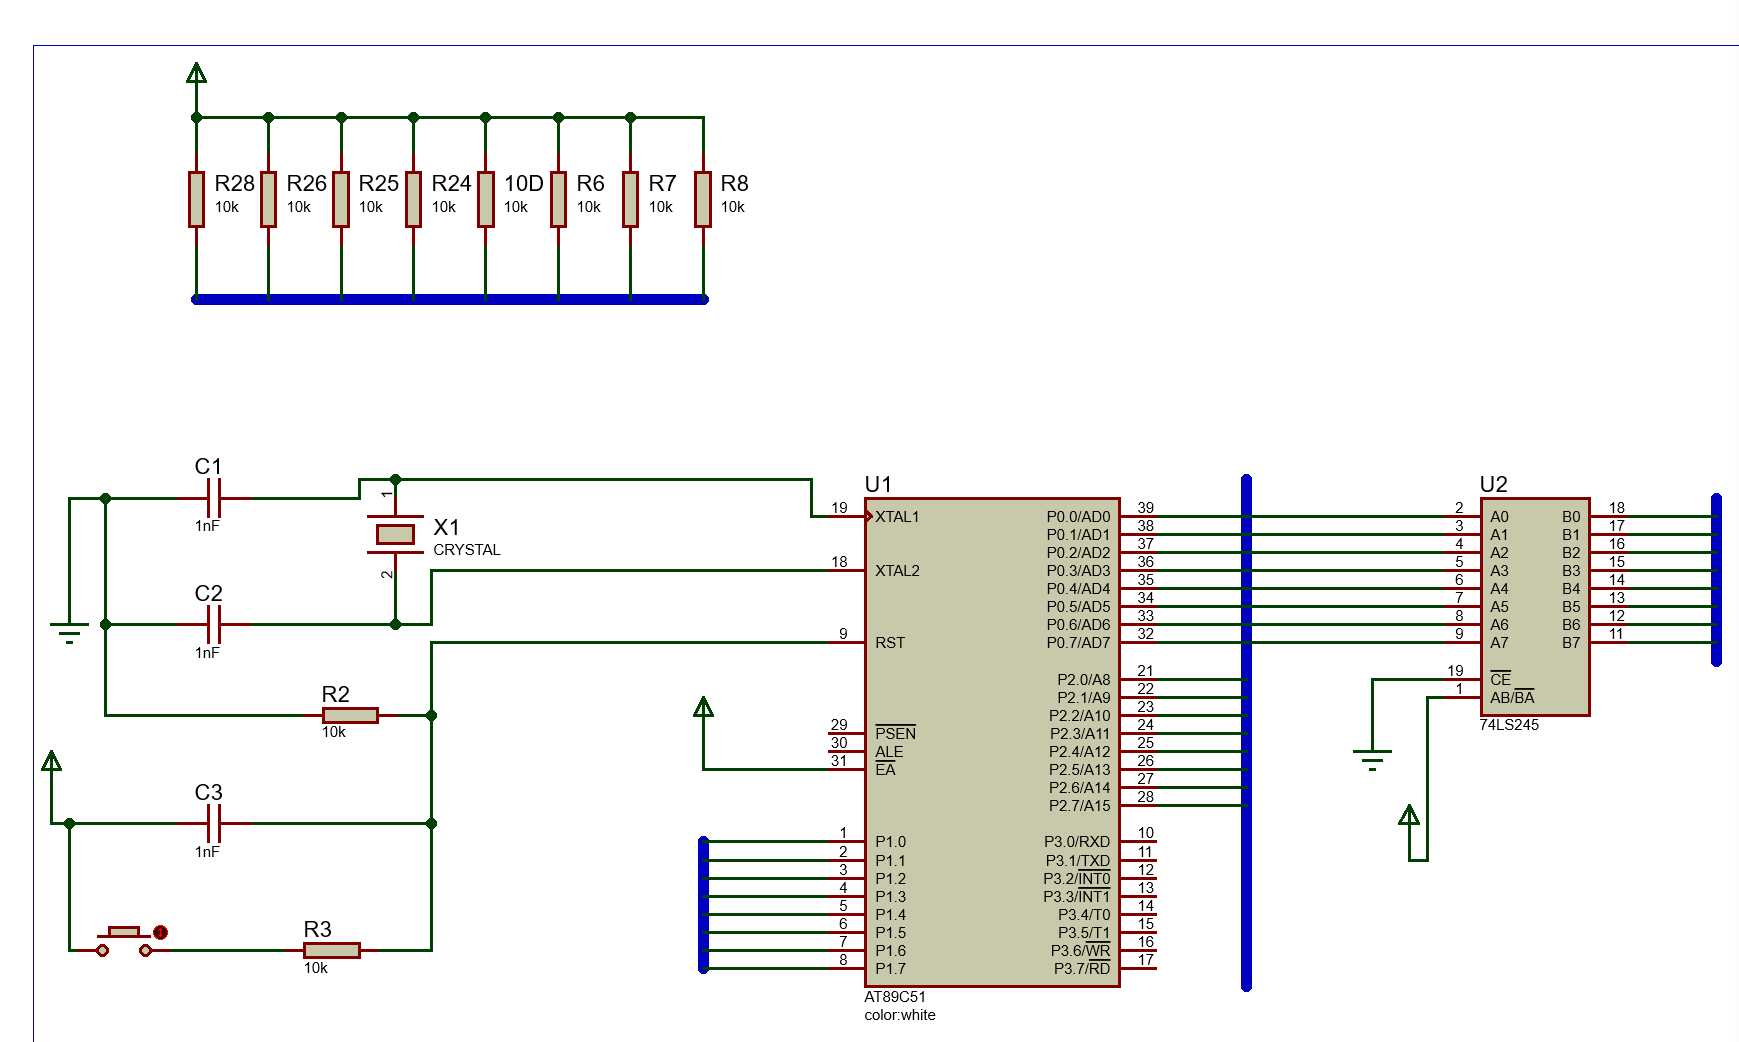 R28 R26 R25 R24 10D R6 R7 R8
10k 10k 10k 10k 10k 10k 10k 10k
C1
1nF
1
X1
CRYSTAL
2
C2
1nF
R2
10k
C3
1nF
R3
10k
U1
19 XTAL1 P0.0/AD0 39
P0.1/AD1 38
P0.2/AD2 37
18 XTAL2 P0.3/AD3 36
P0.4/AD4 35
P0.5/AD5 34
P0.6/AD6 33
9 RST P0.7/AD7 32
P2.0/A8 21
P2.1/A9 22
P2.2/A10 23
29 PSEN P2.3/A11 24
30 ALE P2.4/A12 25
31 EA P2.5/A13 26
P2.6/A14 27
P2.7/A15 28
1 P1.0 P3.0/RXD 10
2 P1.1 P3.1/TXD 11
3 P1.2 P3.2/INT0 12
4 P1.3 P3.3/INT1 13
5 P1.4 P3.4/T0 14
6 P1.5 P3.5/T1 15
7 P1.6 P3.6/WR 16
8 P1.7 P3.7/RD 17
AT89C51
color:white
U2
2 A0 B0 18
3 A1 B1 17
4 A2 B2 16
5 A3 B3 15
6 A4 B4 14
7 A5 B5 13
8 A6 B6 12
9 A7 B7 11
19 CE
1 AB/BA
74LS245